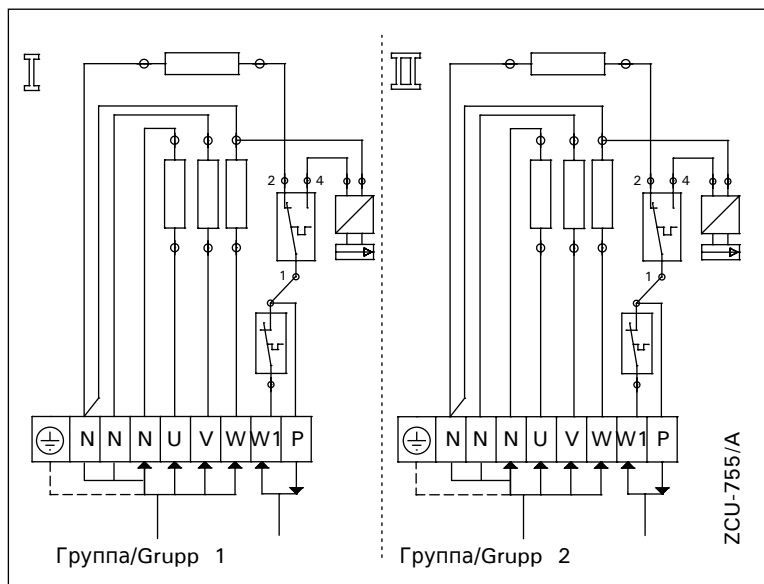 I
II
2 4
2 4
1
1
N N N U V W W1 P
N N N U V W W1 P
ZCU-755/A
Группа/Grupp 1
Группа/Grupp 2